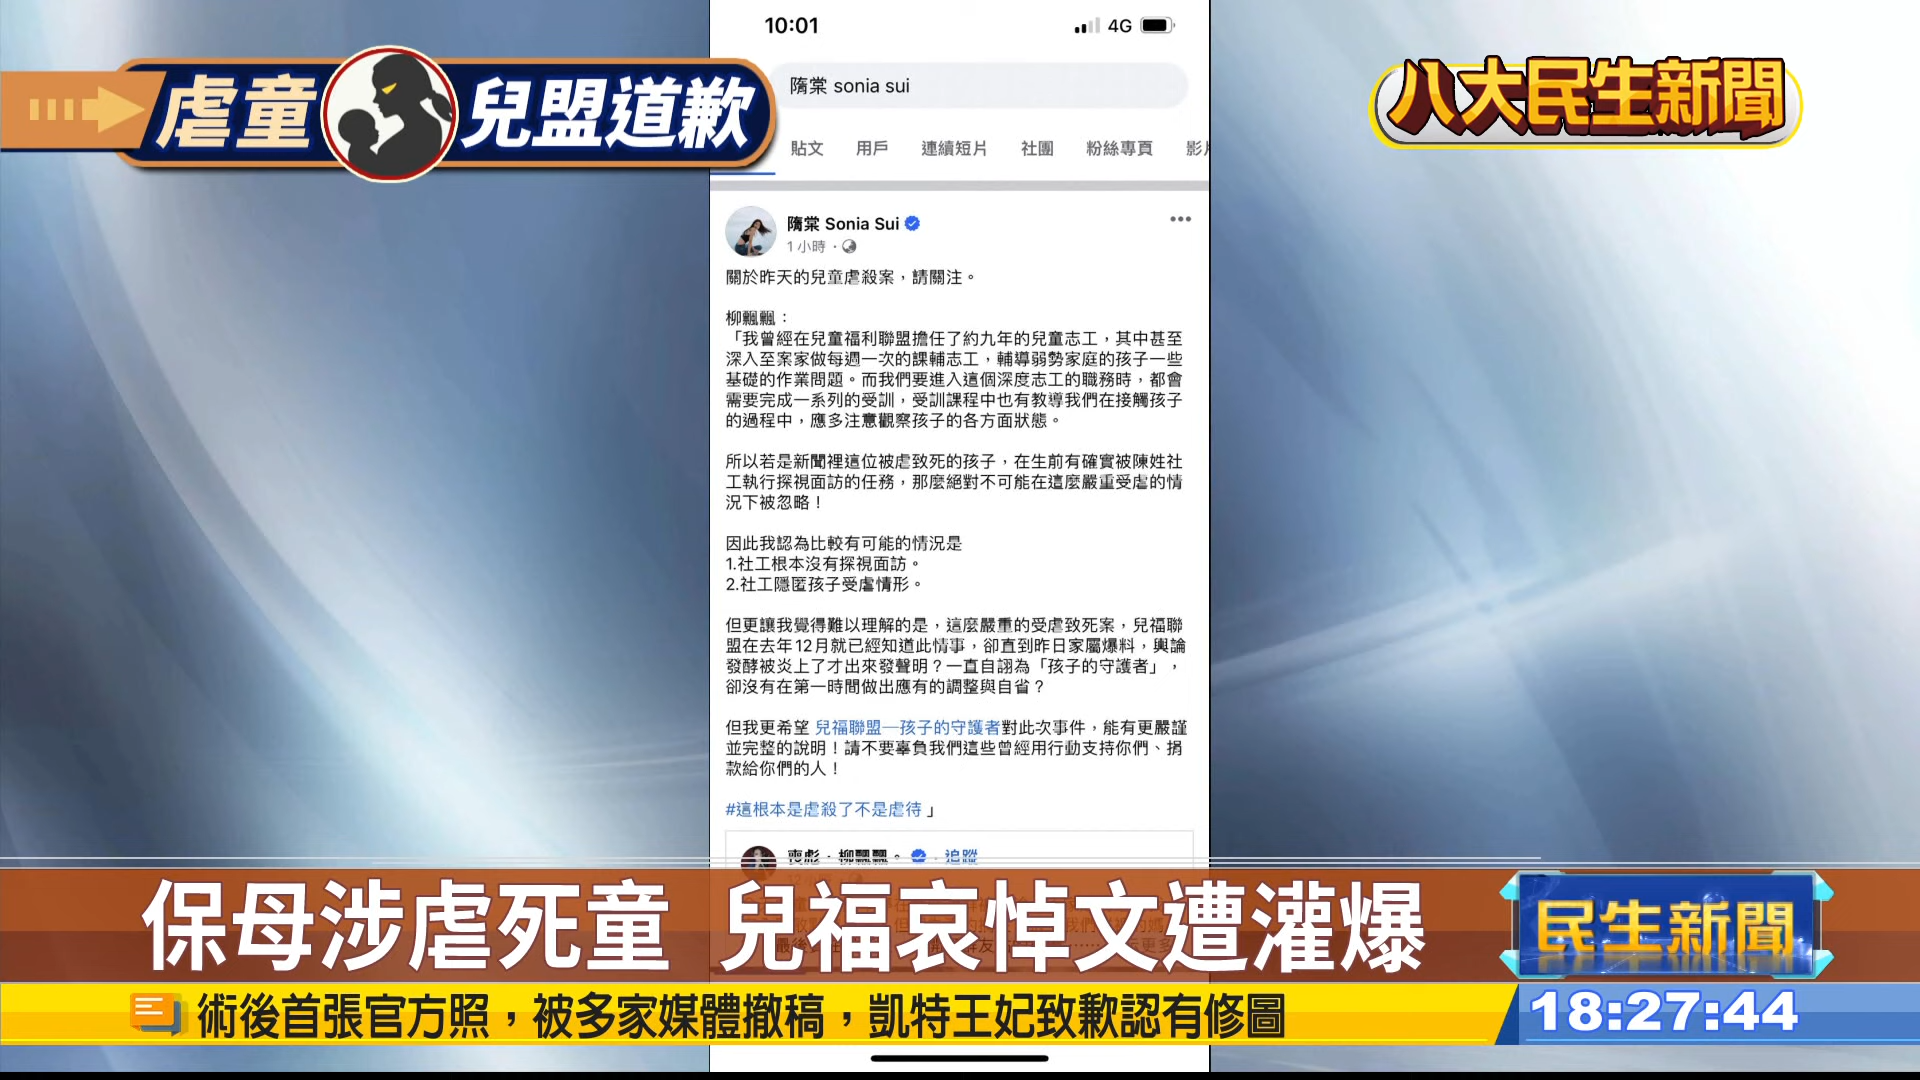 10:01
4G
虐童 兒盟道歉
隋棠 sonia sui
八大民生新聞
貼文 用戶 連續短片 社團 粉絲專頁
隋棠 Sonia Sui
1 小時
關於昨天的兒童虐殺案，請關注。
柳飄飄：
「我曾經在兒童福利聯盟擔任了約九年的兒童志工，其中甚至
深入至案家做每週一次的課輔志工，輔導弱勢家庭的孩子一些
基礎的作業問題。而我們要進入這個深度志工的職務時，都會
需要完成一系列的受訓，受訓課程中也有教導我們在接觸孩子
的過程中，應多注意觀察孩子的各方面狀態。
所以若是新聞裡這位被虐致死的孩子，在生前有確實被陳姓社
工執行探視面訪的任務，那麼絕對不可能在這麼嚴重受虐的情
況下被忽略！
因此我認為比較有可能的情況是
1.社工根本沒有探視面訪。
2.社工隱匿孩子受虐情形。
但更讓我覺得難以理解的是，這麼嚴重的受虐致死案，兒福聯
盟在去年12月就已經知道此情事，卻直到昨日家屬爆料，輿論
發酵被炎上了才出來發聲明？一直自詡為「孩子的守護者」，
卻沒有在第一時間做出應有的調整與自省？
但我更希望 兒福聯盟─孩子的守護者對此次事件，能有更嚴謹
並完整的說明！請不要辜負我們這些曾經用行動支持你們、捐
款給你們的人！
#這根本是虐殺了不是虐待 」
喪彪．柳飄飄。 · 追蹤
保母涉虐死童 兒福哀悼文遭灌爆
民生新聞
術後首張官方照，被多家媒體撤稿，凱特王妃致歉認有修圖
18:27:44